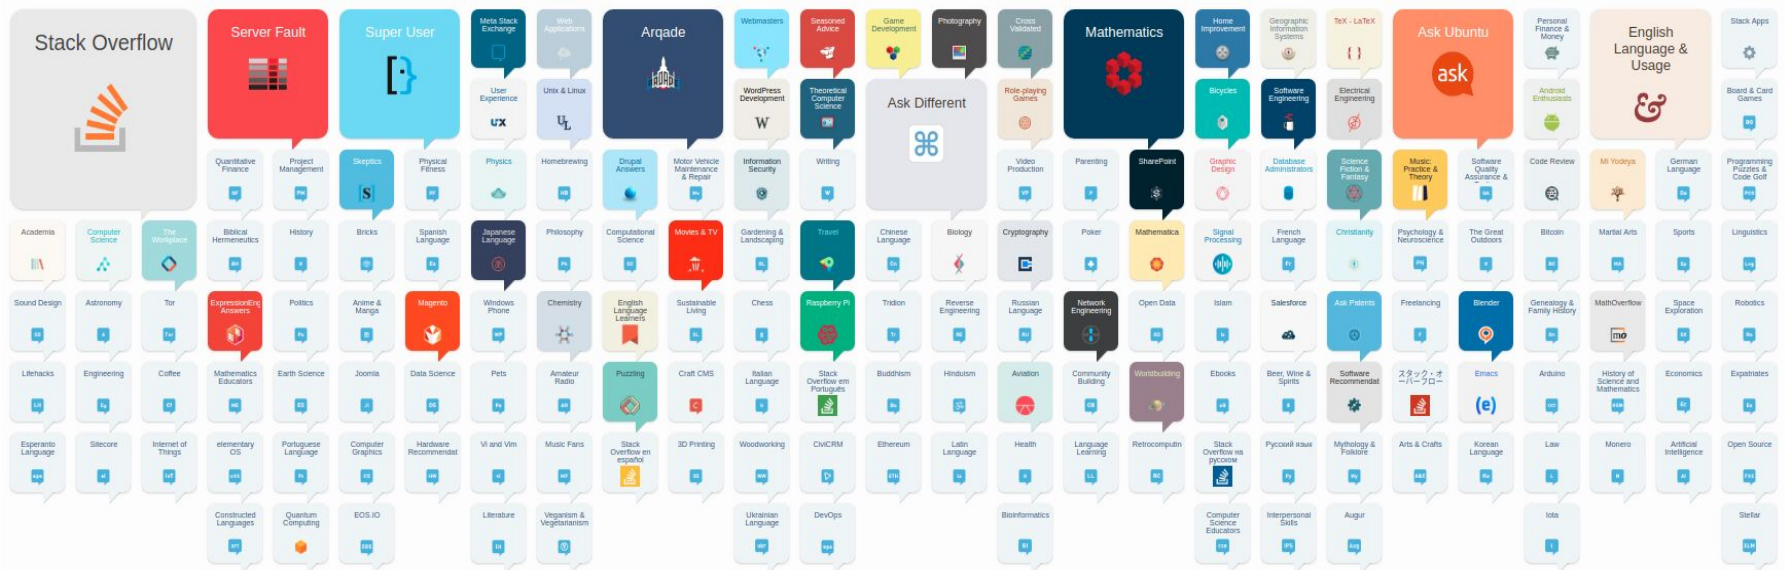 Stack Overflow
Server Fault
Super User
Meta Stack
Exchange
Web
Applications
Arqade
Webmasters
Seasoned
Advice
Game
Development
Photography
Cross
Validated
Mathematics
Home
Improvement
Geographic
Information
Systems
TeX - LaTeX
Ask Ubuntu
ask
Personal
Finance &
Money
English
Language &
Usage
&
Stack Apps
User
Experience
UX
Unix & Linux
UL
WordPress
Development
W
Theoretical
Computer
Science
Ask Different
Role-playing
Games
Bicycles
Software
Engineering
Electrical
Engineering
Android
Enthusiasts
Board & Card
Games
Quantitative
Finance
Project
Management
Skeptics
[S]
Physical
Fitness
Physics
Homebrewing
Drupal
Answers
Motor Vehicle
Maintenance
& Repair
Information
Security
Writing
Video
Production
Parenting
SharePoint
Graphic
Design
Database
Administrators
Science
Fiction &
Fantasy
Music:
Practice &
Theory
Software
Quality
Assurance &
Code Review
Mi Yodeya
German
Language
Programming
Puzzles &
Code Golf
Academia
Computer
Science
The
Workplace
Biblical
Hermeneutics
History
Bricks
Spanish
Language
Japanese
Language
Philosophy
Computational
Science
Movies & TV
Gardening &
Landscaping
Travel
Chinese
Language
Biology
Cryptography
Poker
Mathematica
Signal
Processing
French
Language
Christianity
Psychology &
Neuroscience
The Great
Outdoors
Bitcoin
Martial Arts
Sports
Linguistics
Sound Design
Astronomy
Tor
ExpressionEng
Answers
Politics
Anime &
Manga
Magento
Windows
Phone
Chemistry
English
Language
Learners
Sustainable
Living
Chess
Raspberry Pi
Tridion
Reverse
Engineering
Russian
Language
Network
Engineering
Open Data
Islam
Salesforce
Ask Patents
Freelancing
Blender
Genealogy &
Family History
MathOverflow
mo
Space
Exploration
Robotics
Lifehacks
Engineering
Coffee
Mathematics
Educators
Earth Science
Joomla
Data Science
Pets
Amateur
Radio
Puzzling
Craft CMS
Italian
Language
Stack
Overflow em
Português
Buddhism
Hinduism
Aviation
Community
Building
Worldbuilding
Ebooks
Beer, Wine &
Spirits
Software
Recommendat
スタック・オ
ーバーフロー
Emacs
(e)
Arduino
History of
Science and
Mathematics
Economics
Expatriates
Esperanto
Language
Sitecore
Internet of
Things
elementary
OS
Portuguese
Language
Computer
Graphics
Hardware
Recommendat
Vi and Vim
Music Fans
Stack
Overflow en
español
3D Printing
Woodworking
CiviCRM
Ethereum
Latin
Language
Health
Language
Learning
Retrocomputin
Stack
Overflow на
русском
Русский язык
Mythology &
Folklore
Arts & Crafts
Korean
Language
Law
Monero
Artificial
Intelligence
Open Source
Constructed
Languages
Quantum
Computing
EOS.IO
Literature
Veganism &
Vegetarianism
Ukrainian
Language
DevOps
Bioinformatics
Computer
Science
Educators
Interpersonal
Skills
Augur
Iota
Stellar